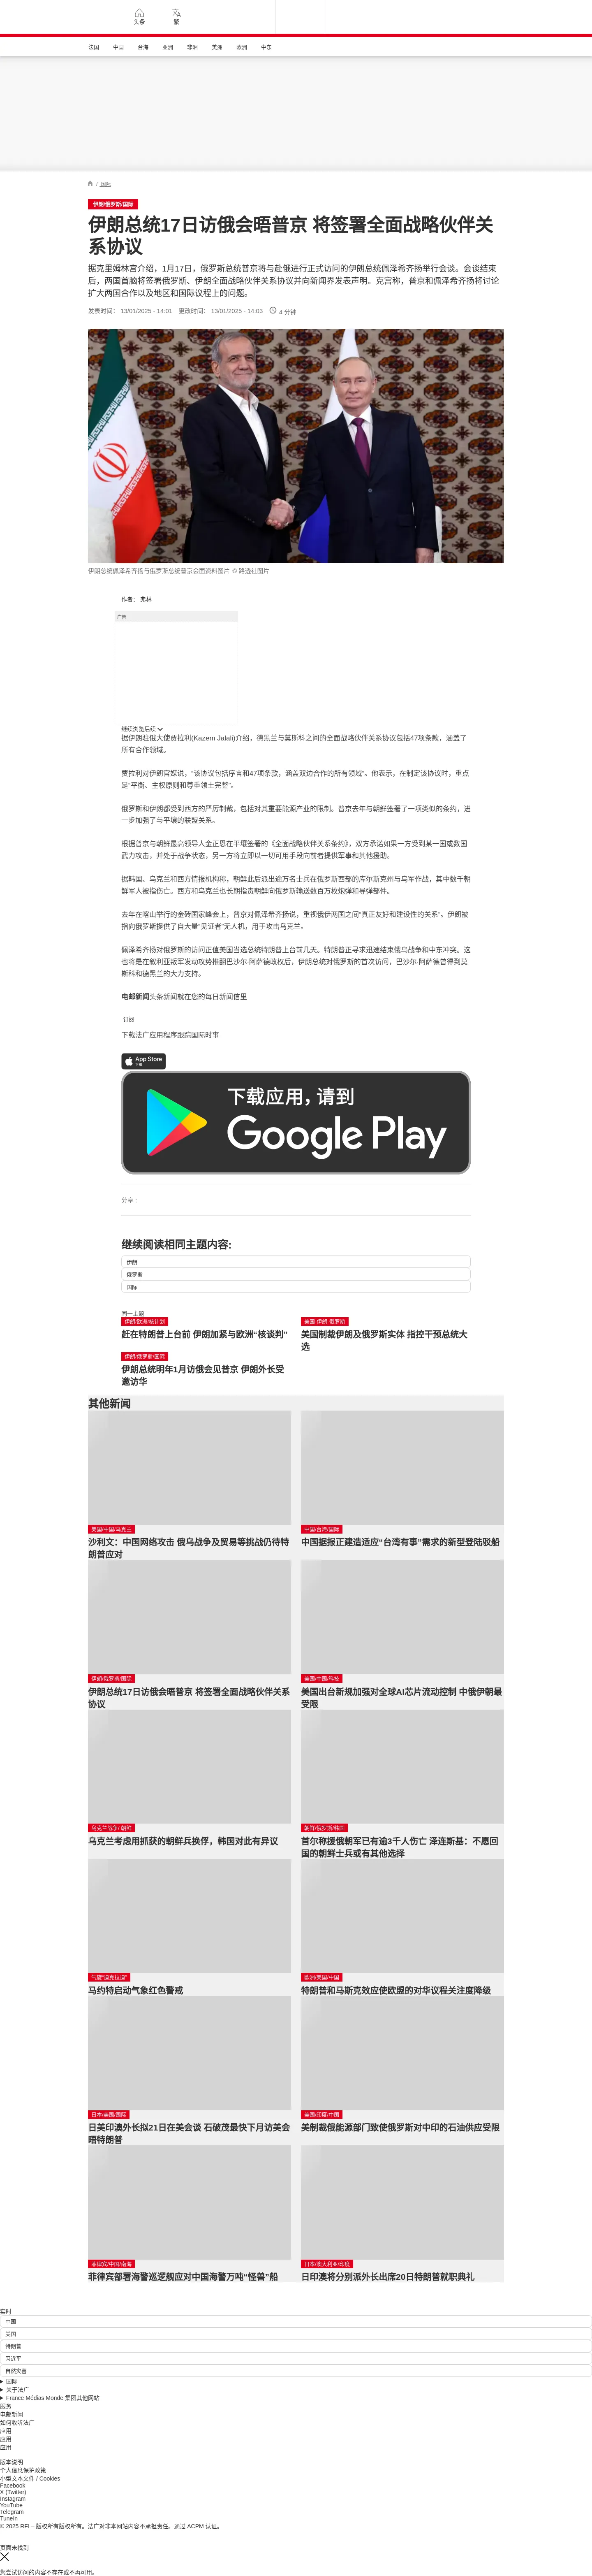 头条
繁
法国
中国
台海
亚洲
非洲
美洲
欧洲
中东
/ 国际
伊朗/俄罗斯/国际
伊朗总统17日访俄会晤普京 将签署全面战略伙伴关
系协议
据克里姆林宫介绍，1月17日，俄罗斯总统普京将与赴俄进行正式访问的伊朗总统佩泽希齐扬举行会谈。会谈结束
后，两国首脑将签署俄罗斯、伊朗全面战略伙伴关系协议并向新闻界发表声明。克宫称，普京和佩泽希齐扬将讨论
扩大两国合作以及地区和国际议程上的问题。
发表时间： 13/01/2025 - 14:01 更改时间： 13/01/2025 - 14:03 4 分钟
伊朗总统佩泽希齐扬与俄罗斯总统普京会面资料图片 © 路透社图片
作者： 弗林
广告
继续浏览后续
据伊朗驻俄大使贾拉利(Kazem Jalali)介绍，德黑兰与莫斯科之间的全面战略伙伴关系协议包括47项条款，涵盖了
所有合作领域。
贾拉利对伊朗官媒说，“该协议包括序言和47项条款，涵盖双边合作的所有领域”。他表示，在制定该协议时，重点
是“平衡、主权原则和尊重领土完整”。
俄罗斯和伊朗都受到西方的严厉制裁，包括对其重要能源产业的限制。普京去年与朝鲜签署了一项类似的条约，进
一步加强了与平壤的联盟关系。
根据普京与朝鲜最高领导人金正恩在平壤签署的《全面战略伙伴关系条约》，双方承诺如果一方受到某一国或数国
武力攻击，并处于战争状态，另一方将立即以一切可用手段向前者提供军事和其他援助。
据韩国、乌克兰和西方情报机构称，朝鲜此后派出逾万名士兵在俄罗斯西部的库尔斯克州与乌军作战，其中数千朝
鲜军人被指伤亡。西方和乌克兰也长期指责朝鲜向俄罗斯输送数百万枚炮弹和导弹部件。
去年在喀山举行的金砖国家峰会上，普京对佩泽希齐扬说，重视俄伊两国之间“真正友好和建设性的关系”。伊朗被
指向俄罗斯提供了自大量“见证者”无人机，用于攻击乌克兰。
佩泽希齐扬对俄罗斯的访问正值美国当选总统特朗普上台前几天。特朗普正寻求迅速结束俄乌战争和中东冲突。这
也将是在叙利亚叛军发动攻势推翻巴沙尔·阿萨德政权后，伊朗总统对俄罗斯的首次访问，巴沙尔·阿萨德曾得到莫
斯科和德黑兰的大力支持。
电邮新闻头条新闻就在您的每日新闻信里
订阅
下载法广应用程序跟踪国际时事
App Store
下载
下载应用，请到
Google Play
分享 :
继续阅读相同主题内容:
伊朗
俄罗斯
国际
同一主题
伊朗/欧洲/核计划
赶在特朗普上台前 伊朗加紧与欧洲“核谈判”
美国·伊朗·俄罗斯
美国制裁伊朗及俄罗斯实体 指控干预总统大
选
伊朗/俄罗斯/国际
伊朗总统明年1月访俄会见普京 伊朗外长受
邀访华
其他新闻
美国/中国/乌克兰
沙利文：中国网络攻击 俄乌战争及贸易等挑战仍待特
朗普应对
中国/台湾/国际
中国据报正建造适应“台湾有事”需求的新型登陆驳船
伊朗/俄罗斯/国际
伊朗总统17日访俄会晤普京 将签署全面战略伙伴关系
协议
美国/中国/科技
美国出台新规加强对全球AI芯片流动控制 中俄伊朝最
受限
乌克兰战争/ 朝鲜
乌克兰考虑用抓获的朝鲜兵换俘，韩国对此有异议
朝鲜/俄罗斯/韩国
首尔称援俄朝军已有逾3千人伤亡 泽连斯基：不愿回
国的朝鲜士兵或有其他选择
马约特启动气象红色警戒
欧洲/美国/中国
特朗普和马斯克效应使欧盟的对华议程关注度降级
日本/美国/国际
日美印澳外长拟21日在美会谈 石破茂最快下月访美会
晤特朗普
美国/印度/中国
美制裁俄能源部门致使俄罗斯对中印的石油供应受限
菲律宾/中国/南海
菲律宾部署海警巡逻舰应对中国海警万吨“怪兽”船
日本/澳大利亚/印度
日印澳将分别派外长出席20日特朗普就职典礼
实时
中国
美国
特朗普
习近平
自然灾害
国际
关于法广
France Médias Monde 集团其他网站
服务
电邮新闻
如何收听法广
应用
应用
应用
版本说明
个人信息保护政策
小型文本文件 / Cookies
Facebook
X (Twitter)
Instagram
YouTube
Telegram
TuneIn
© 2025 RFI – 版权所有版权所有。法广对非本网站内容不承担责任。通过 ACPM 认证。
页面未找到
您尝试访问的内容不存在或不再可用。